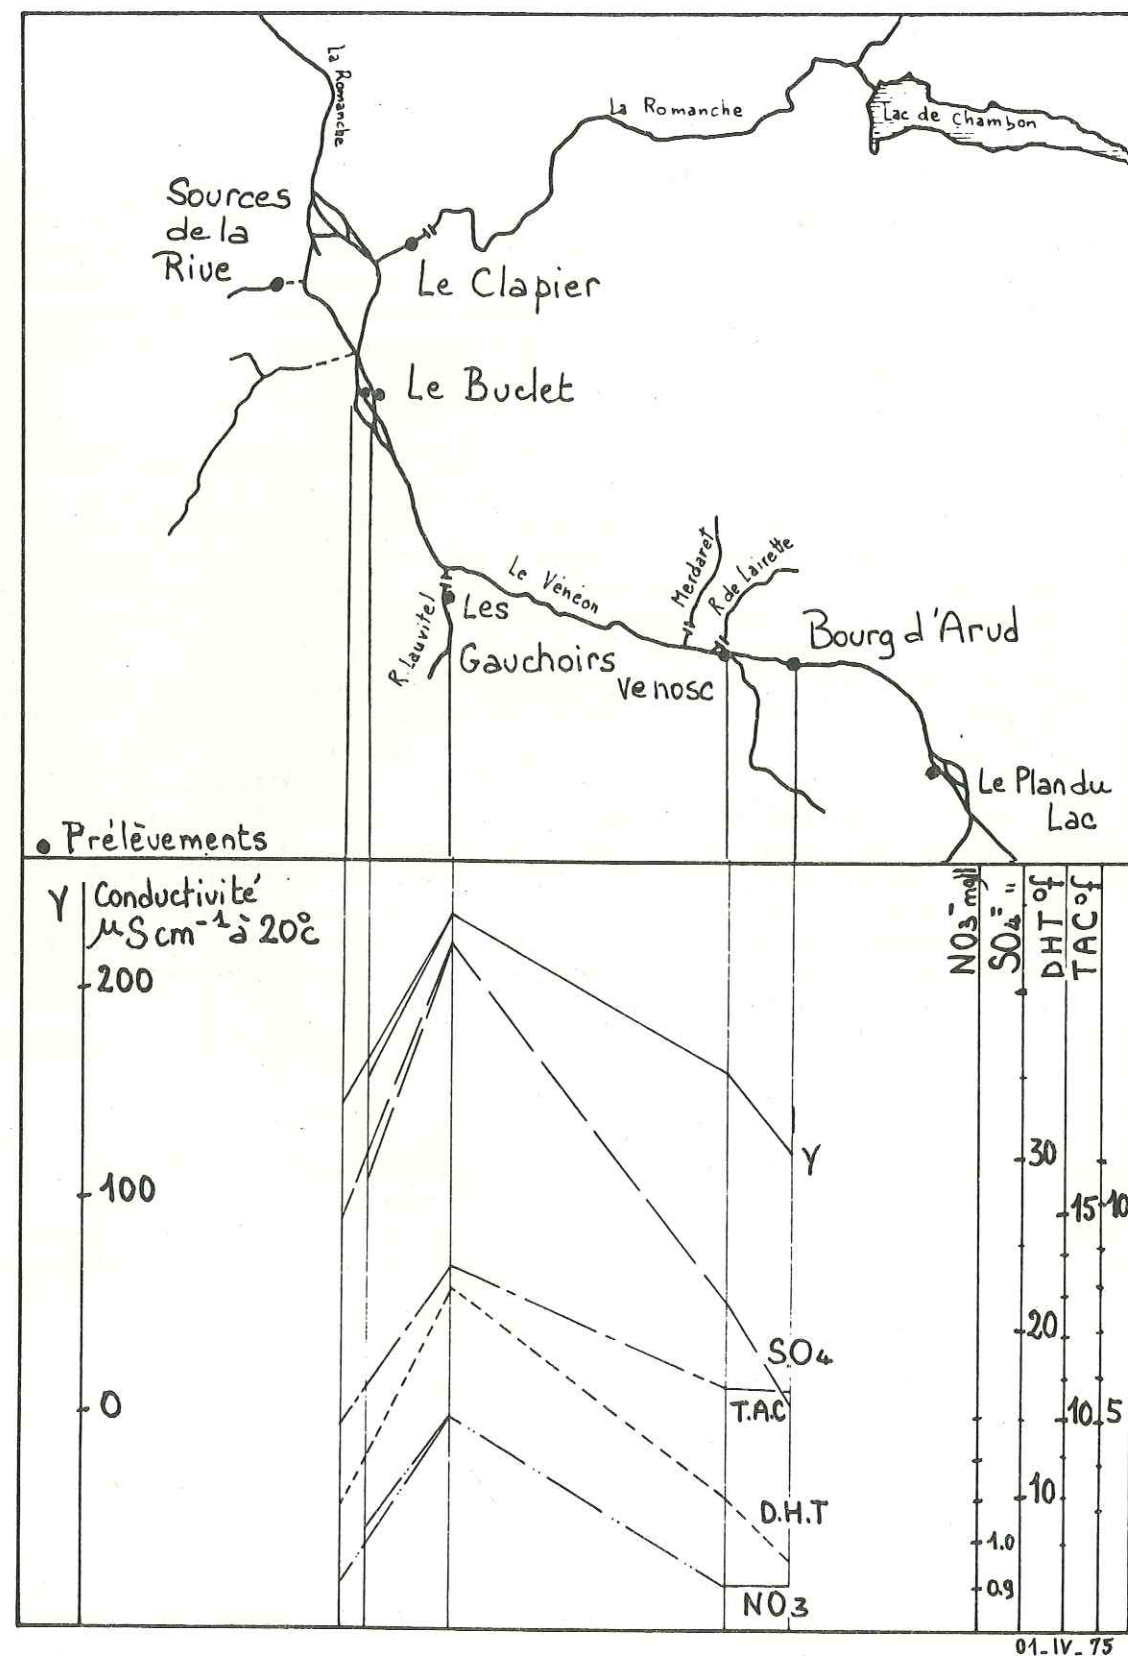 La Romanche
La Romanche
Lac de Chambon
Sources
de la
Rive
Le Clapier
Le Buclet
Le Vénéon
Merdaret
R. de Lairette
R. Lauvitel
Les
Gauchoirs
Venosc
Bourg d'Arud
Le Plan du
Lac
Prélèvements
γ
Conductivité
μS cm⁻¹ à 20°c
NO3⁻ mg/l
SO4⁼ "
DHT °f
TAC °f
200
100
0
γ
SO4
T.A.C
D.H.T
NO3
30
15
10
20
10
5
10
1.0
0.9
01_IV_75